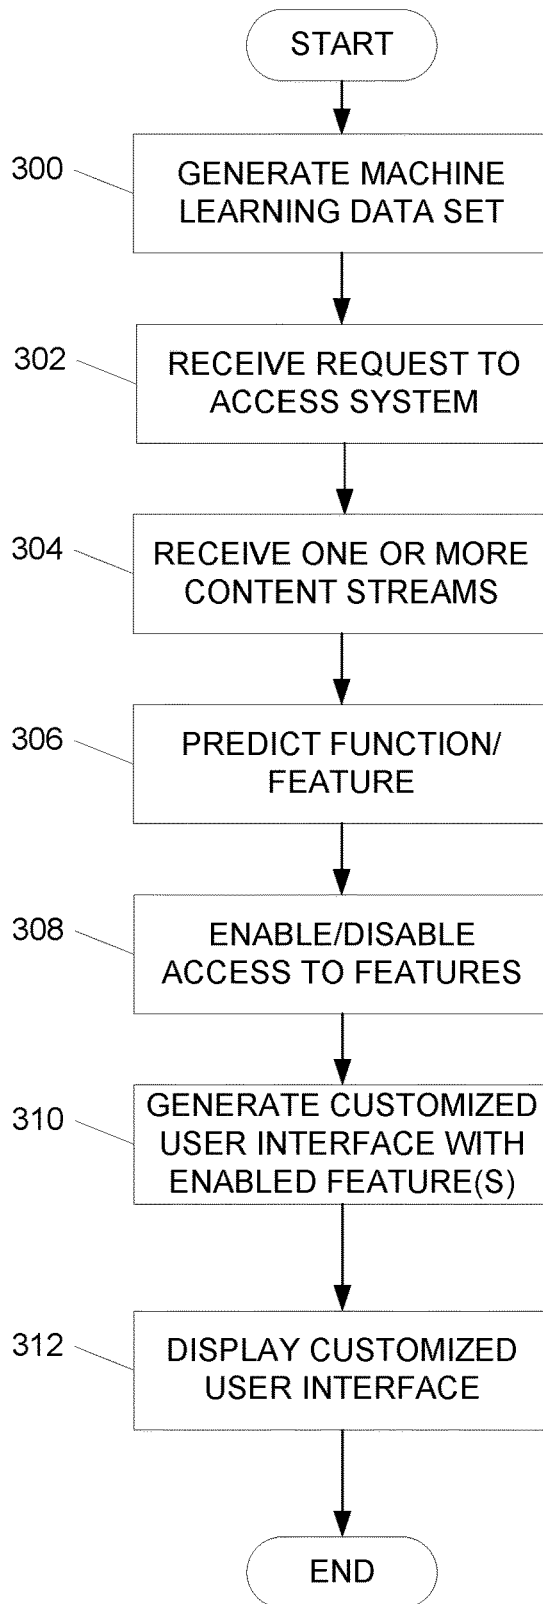 START
300
GENERATE MACHINE
LEARNING DATA SET
302
RECEIVE REQUEST TO
ACCESS SYSTEM
304
RECEIVE ONE OR MORE
CONTENT STREAMS
306
PREDICT FUNCTION/
FEATURE
308
ENABLE/DISABLE
ACCESS TO FEATURES
310
GENERATE CUSTOMIZED
USER INTERFACE WITH
ENABLED FEATURE(S)
312
DISPLAY CUSTOMIZED
USER INTERFACE
END